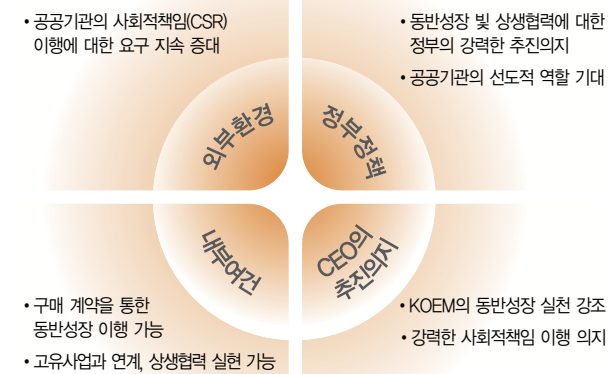 • 공공기관의 사회적책임(CSR)
이행에 대한 요구 지속 증대
• 동반성장 빛 상생협력에 대한
정부의 강력한 추진의지
• 공공기관의 선도적 역할 기대
외부환경
정부정책
내부여건
CEO의
추진의지
• 구매 계약을 통한
동반성장 이행 가능
• 고유사업과 연계, 상생협력 실현 가능
• KOEM의 동반성장 실천 강조
• 강력한 사회적책임 이행 의지